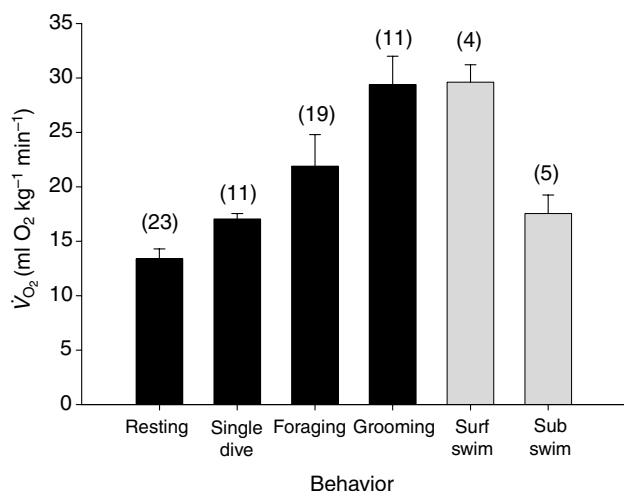 35
30
25
20
15
10
5
0
V̇O₂ (ml O₂ kg⁻¹ min⁻¹)
(23)
(11)
(19)
(11)
(4)
(5)
Resting
Single
dive
Foraging
Grooming
Surf
swim
Sub
swim
Behavior